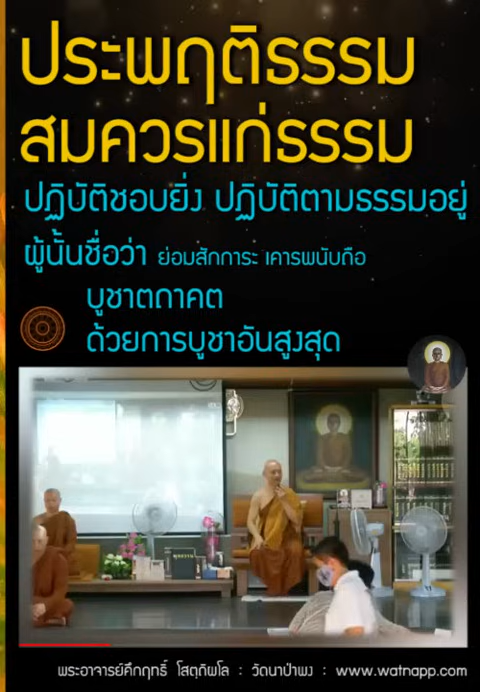 ประพฤติธรรม
สมควรแก่ธรรม
ปฏิบัติชอบยิ่ง ปฏิบัติตามธรรมอยู่
ผู้นั้นชื่อว่า ย่อมสักการะ เคารพนับถือ
บูชาตถาคต
ด้วยการบูชาอันสูงสุด
พุทธวจน
พระอาจารย์คึกฤทธิ์ โสตฺถิผโล : วัดนาป่าพง : www.watnapp.com